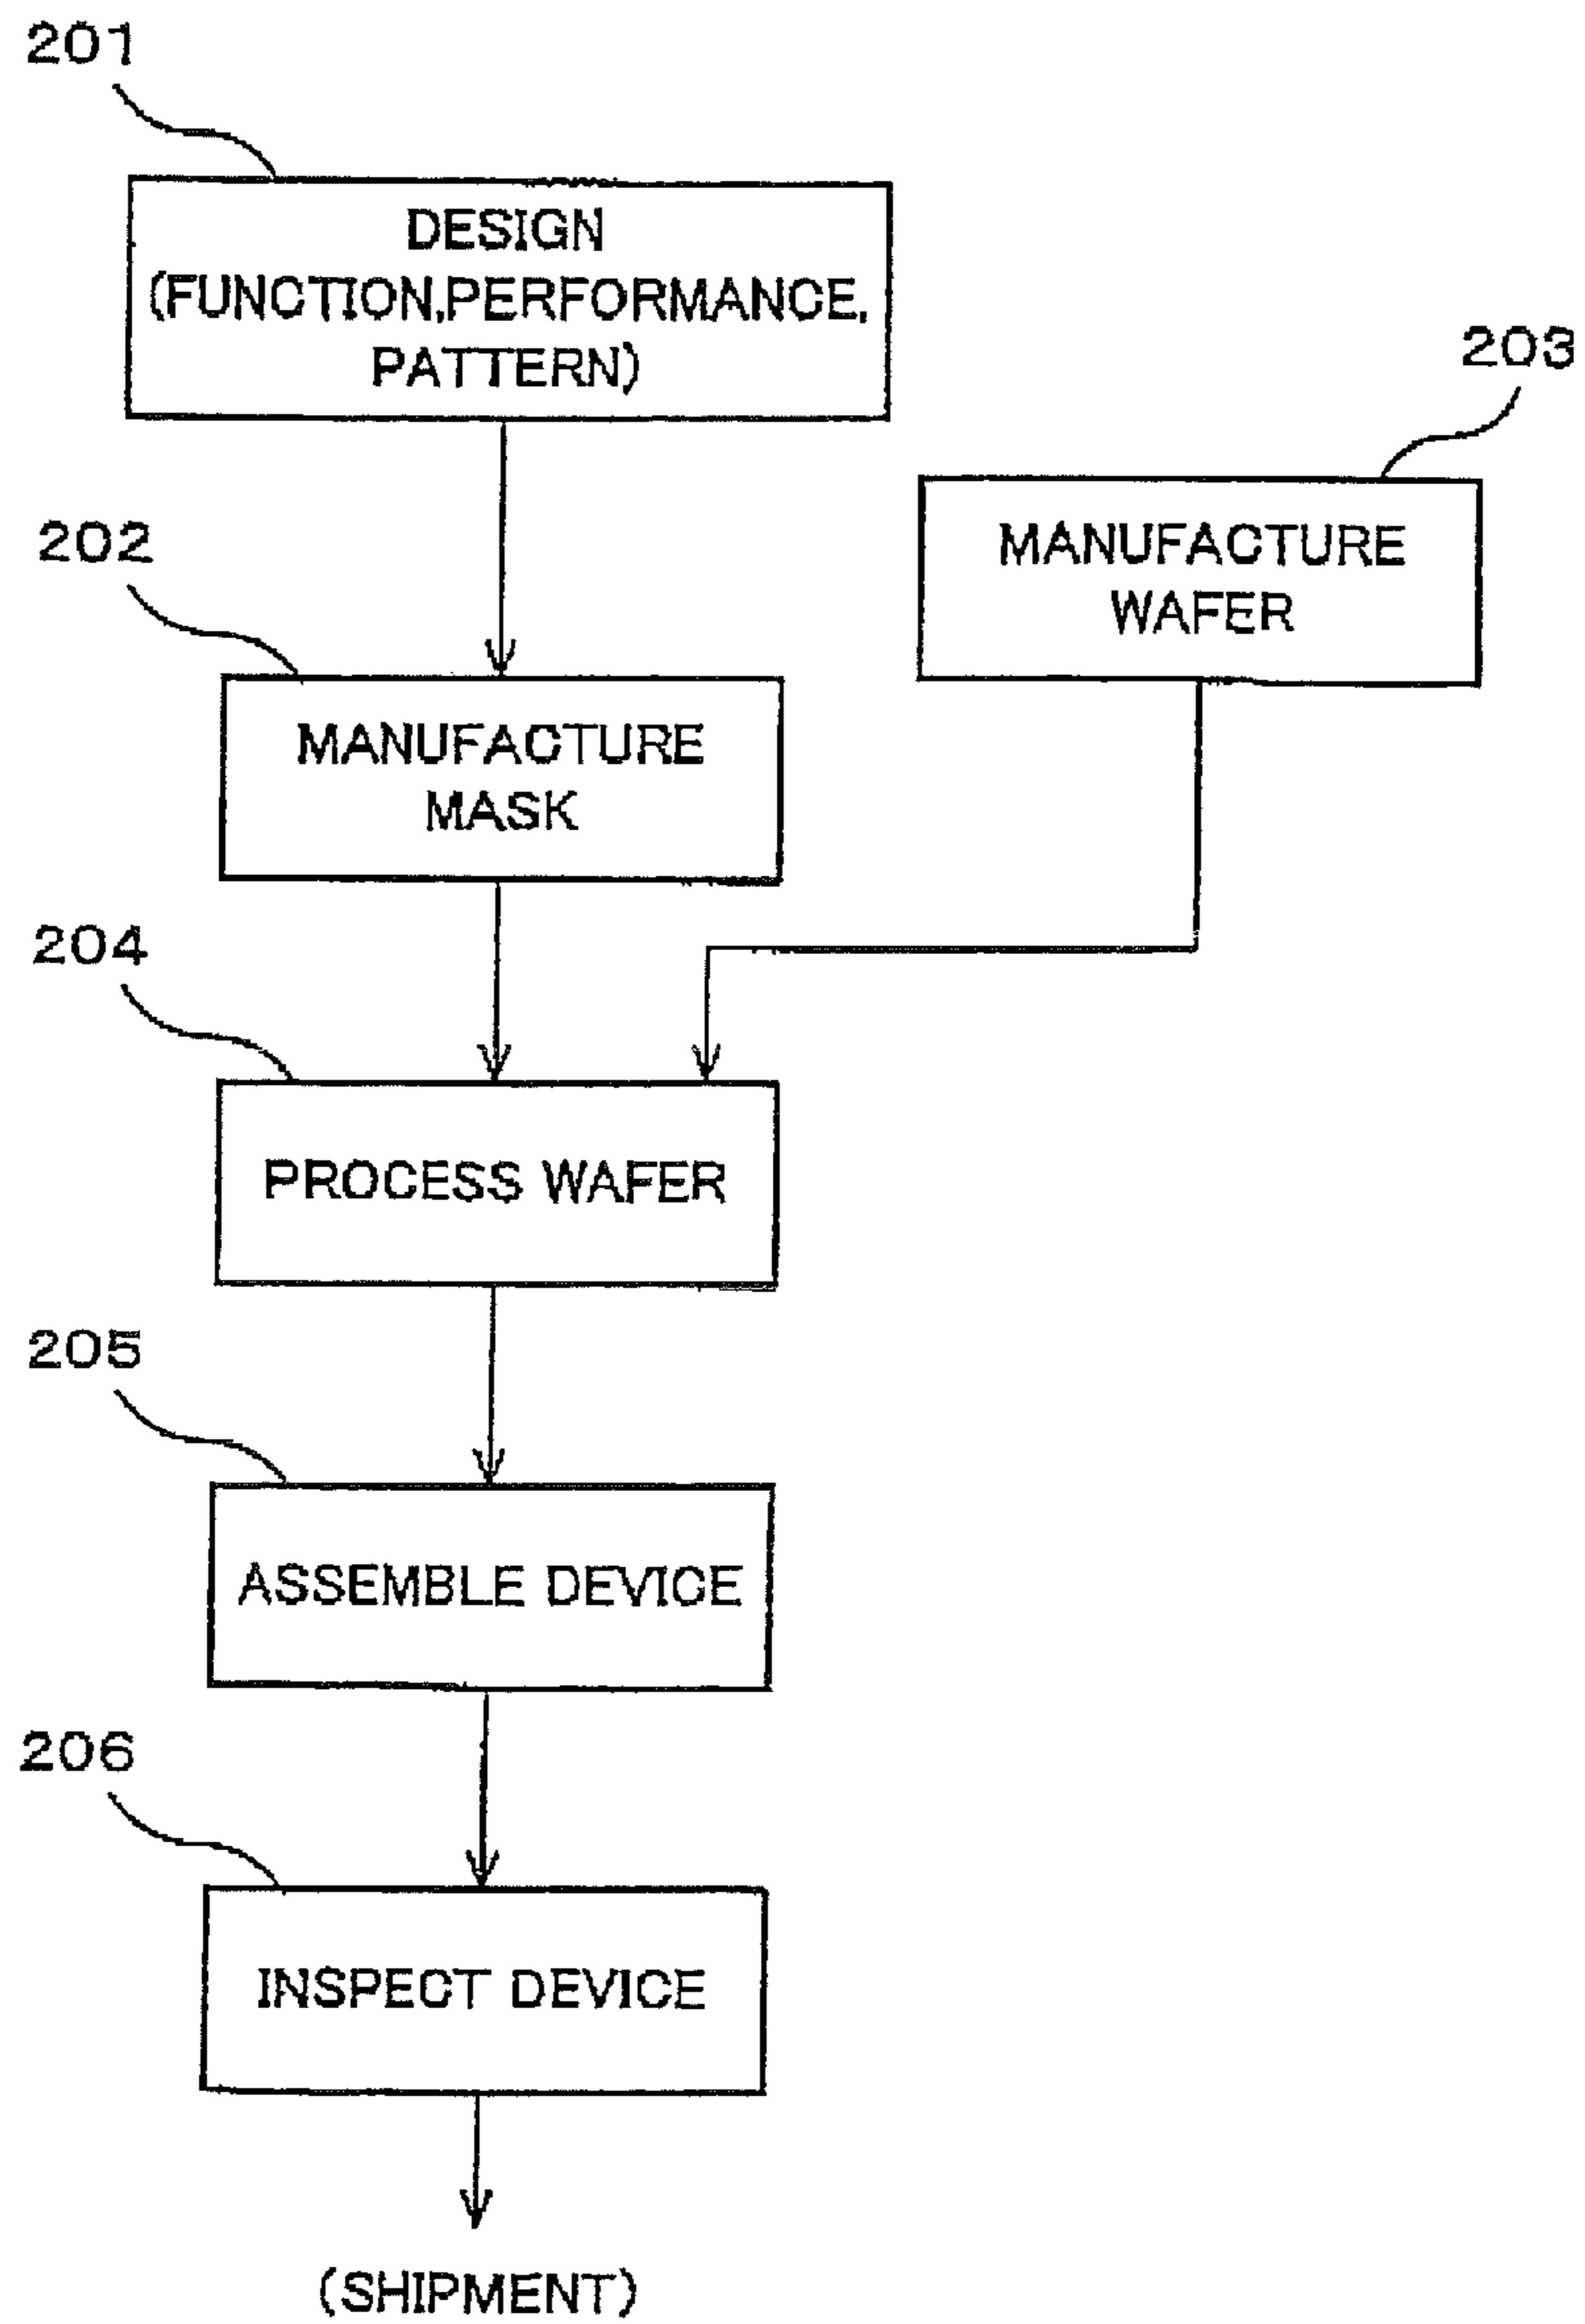 201
DESIGN
(FUNCTION,PERFORMANCE,
PATTERN)
203
MANUFACTURE
WAFER
202
MANUFACTURE
MASK
204
PROCESS WAFER
205
ASSEMBLE DEVICE
206
INSPECT DEVICE
(SHIPMENT)